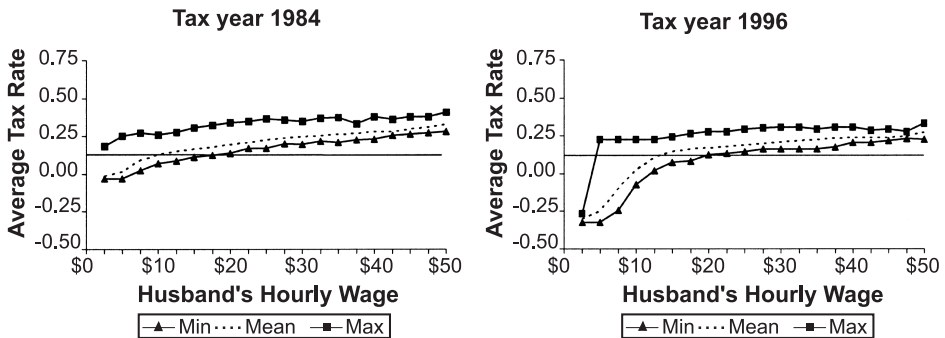 Tax year 1984
Average Tax Rate
0.75
0.50
0.25
0.00
-0.25
-0.50
$0 $10 $20 $30 $40 $50
Husband's Hourly Wage
Min Mean Max
Tax year 1996
Average Tax Rate
0.75
0.50
0.25
0.00
-0.25
-0.50
$0 $10 $20 $30 $40 $50
Husband's Hourly Wage
Min Mean Max